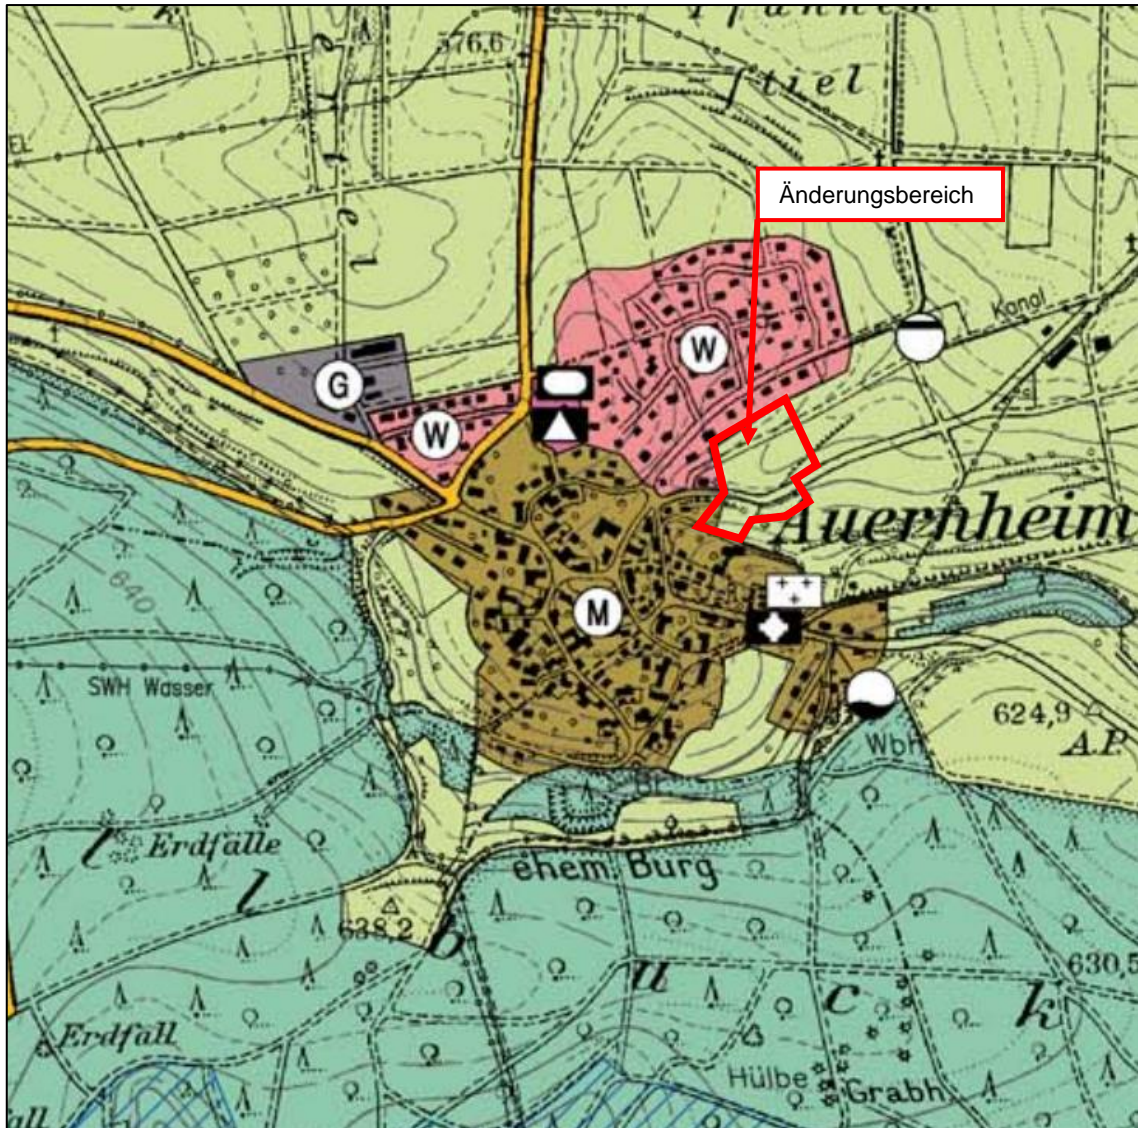 576,6
stiel
EL
Änderungsbereich
Kanal
W
G
W
Auernheim
M
640
SWH Wasser
624,9
A.P.
Wbh
Erdfälle
ehem. Burg
638,2
630,5
l
l
b
u
c
k
Erdfall
Hülbe
Grabh.